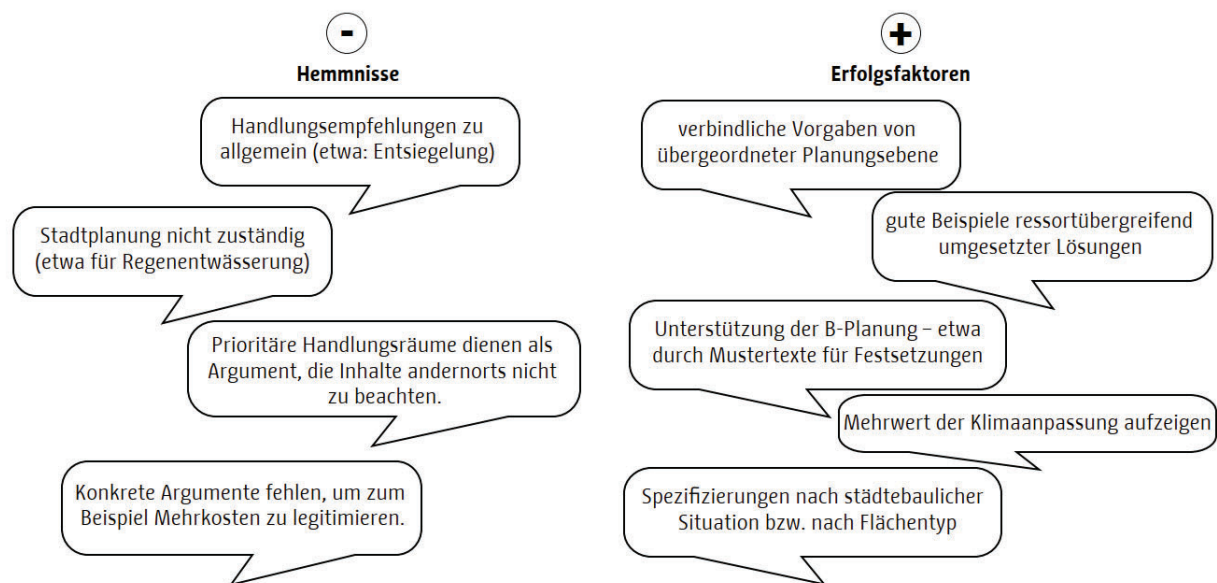 -
Hemmnisse
Handlungsempfehlungen zu
allgemein (etwa: Entsiegelung)
Stadtplanung nicht zuständig
(etwa für Regenentwässerung)
Prioritäre Handlungsräume dienen als
Argument, die Inhalte andernorts nicht
zu beachten.
Konkrete Argumente fehlen, um zum
Beispiel Mehrkosten zu legitimieren.
+
Erfolgsfaktoren
verbindliche Vorgaben von
übergeordneter Planungsebene
gute Beispiele ressortübergreifend
umgesetzter Lösungen
Unterstützung der B-Planung – etwa
durch Mustertexte für Festsetzungen
Mehrwert der Klimaanpassung aufzeigen
Spezifizierungen nach städtebaulicher
Situation bzw. nach Flächentyp